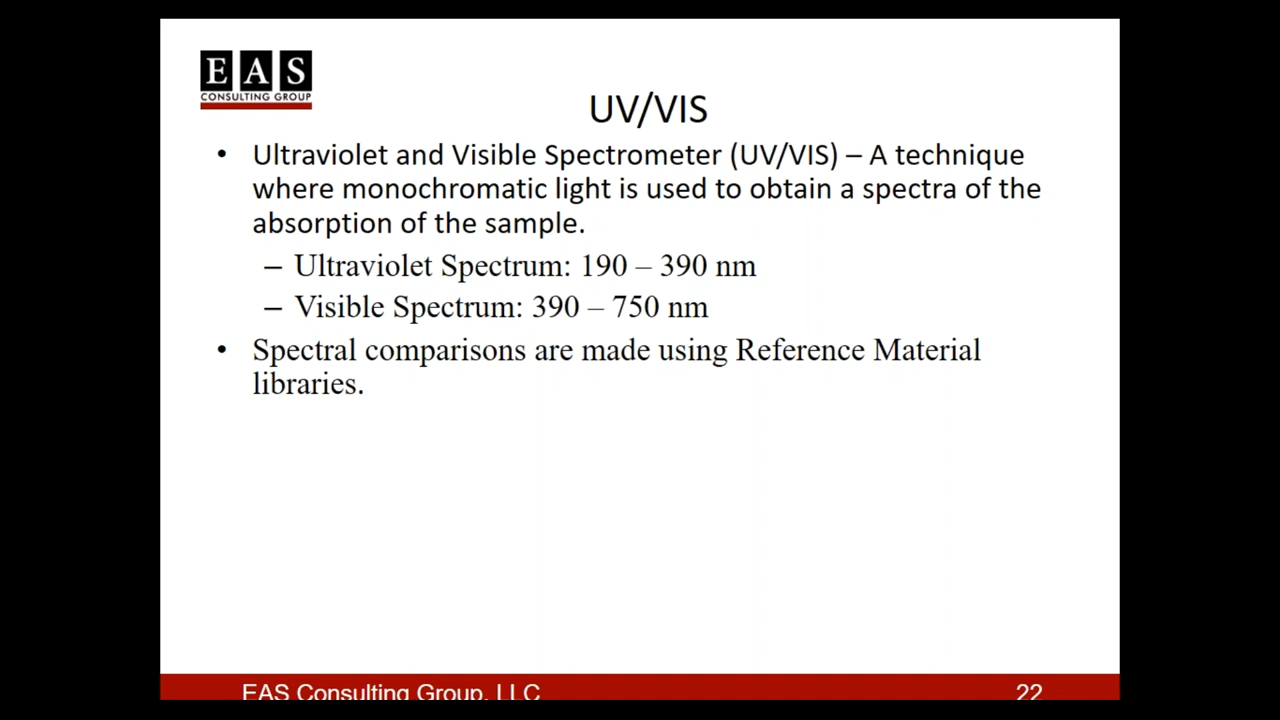 EAS
CONSULTING GROUP
UV/VIS
• Ultraviolet and Visible Spectrometer (UV/VIS) – A technique
where monochromatic light is used to obtain a spectra of the
absorption of the sample.
– Ultraviolet Spectrum: 190 – 390 nm
– Visible Spectrum: 390 – 750 nm
• Spectral comparisons are made using Reference Material
libraries.
EAS Consulting Group, LLC 22